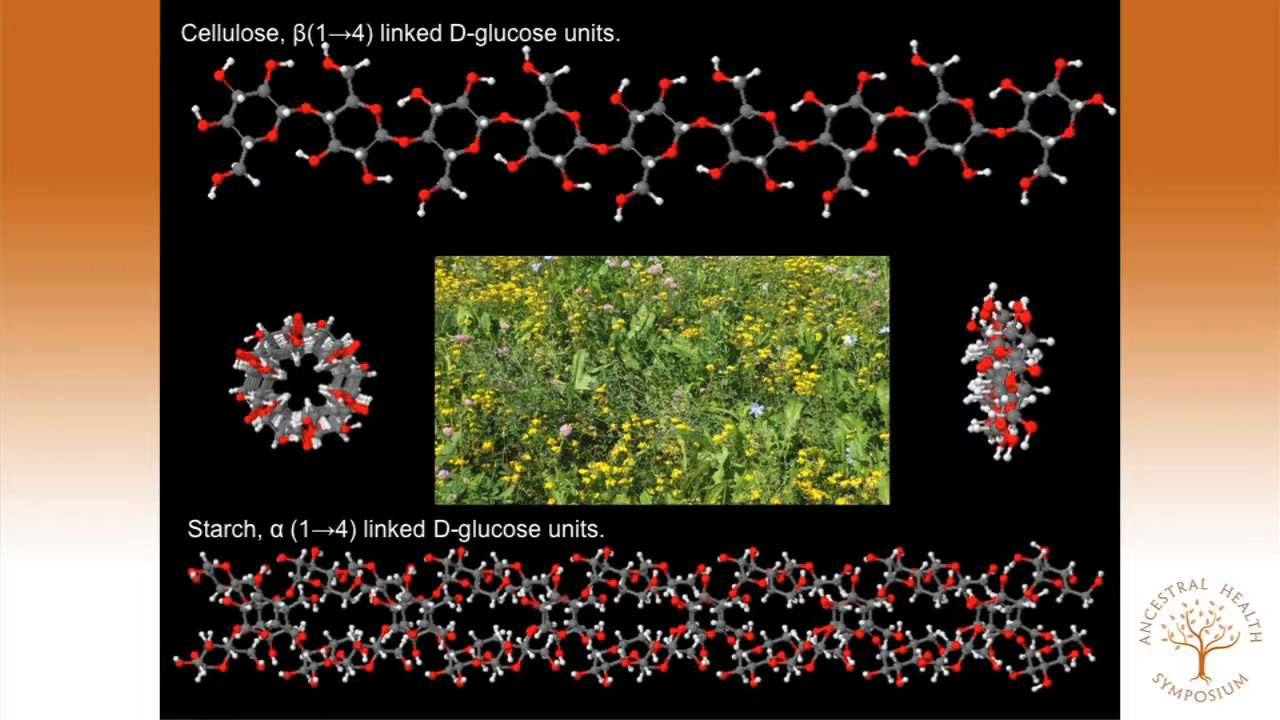 Cellulose, β(1→4) linked D-glucose units.
Starch, α (1→4) linked D-glucose units.
ANCESTRAL HEALTH
SYMPOSIUM